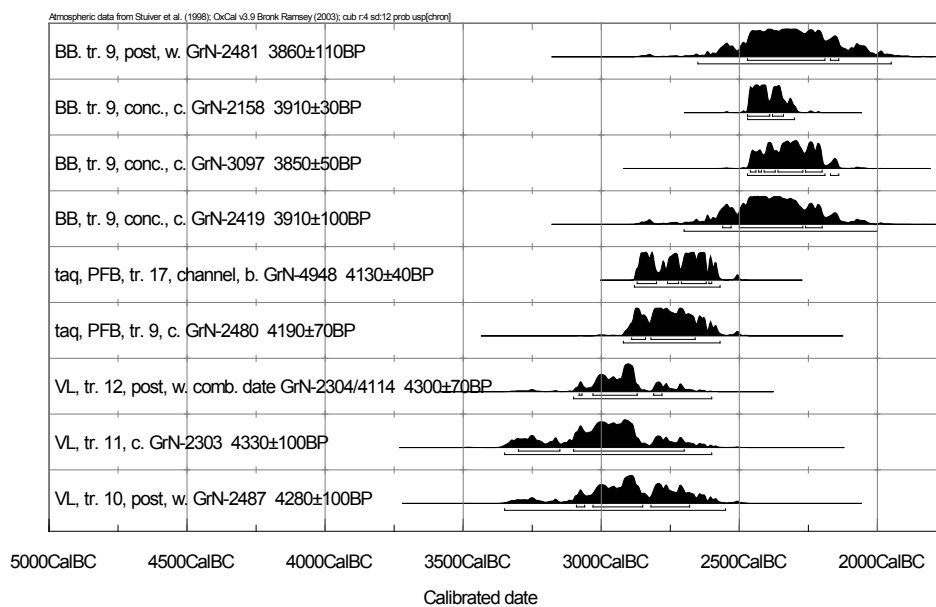 Atmospheric data from Stuiver et al. (1998); OxCal v3.9 Bronk Ramsey (2003); cub r:4 sd:12 prob usp[chron]
BB. tr. 9, post, w. GrN-2481 3860±110BP
BB. tr. 9, conc., c. GrN-2158 3910±30BP
BB, tr. 9, conc., c. GrN-3097 3850±50BP
BB, tr. 9, conc., c. GrN-2419 3910±100BP
taq, PFB, tr. 17, channel, b. GrN-4948 4130±40BP
taq, PFB, tr. 9, c. GrN-2480 4190±70BP
VL, tr. 12, post, w. comb. date GrN-2304/4114 4300±70BP
VL, tr. 11, c. GrN-2303 4330±100BP
VL, tr. 10, post, w. GrN-2487 4280±100BP
5000CalBC 4500CalBC 4000CalBC 3500CalBC 3000CalBC 2500CalBC 2000CalBC
Calibrated date